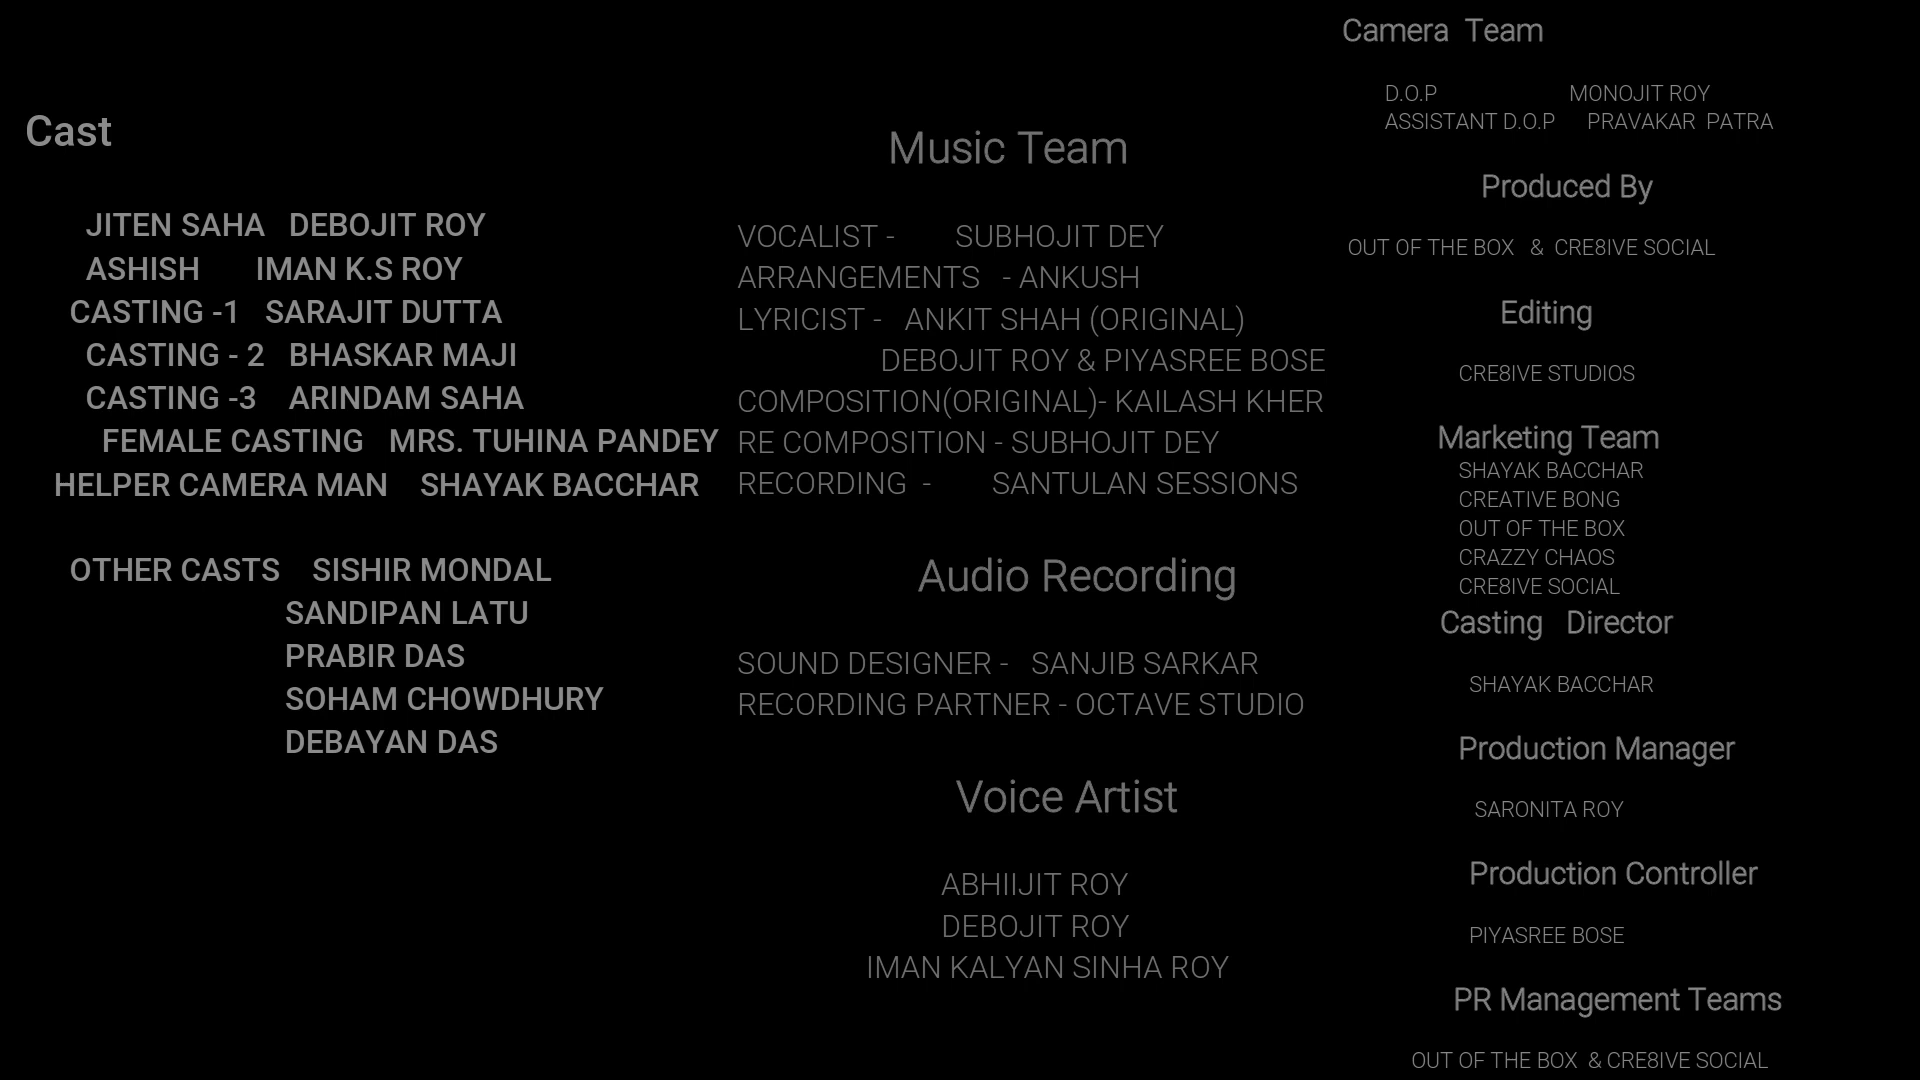 Cast
JITEN SAHA DEBOJIT ROY
ASHISH IMAN K.S ROY
CASTING -1 SARAJIT DUTTA
CASTING - 2 BHASKAR MAJI
CASTING -3 ARINDAM SAHA
FEMALE CASTING MRS. TUHINA PANDEY
HELPER CAMERA MAN SHAYAK BACCHAR
OTHER CASTS SISHIR MONDAL
SANDIPAN LATU
PRABIR DAS
SOHAM CHOWDHURY
DEBAYAN DAS
Music Team
VOCALIST - SUBHOJIT DEY
ARRANGEMENTS - ANKUSH
LYRICIST - ANKIT SHAH (ORIGINAL)
DEBOJIT ROY & PIYASREE BOSE
COMPOSITION(ORIGINAL)- KAILASH KHER
RE COMPOSITION - SUBHOJIT DEY
RECORDING - SANTULAN SESSIONS
Audio Recording
SOUND DESIGNER - SANJIB SARKAR
RECORDING PARTNER - OCTAVE STUDIO
Voice Artist
ABHIIJIT ROY
DEBOJIT ROY
IMAN KALYAN SINHA ROY
Camera Team
D.O.P MONOJIT ROY
ASSISTANT D.O.P PRAVAKAR PATRA
Produced By
OUT OF THE BOX & CRE8IVE SOCIAL
Editing
CRE8IVE STUDIOS
Marketing Team
SHAYAK BACCHAR
CREATIVE BONG
OUT OF THE BOX
CRAZZY CHAOS
CRE8IVE SOCIAL
Casting Director
SHAYAK BACCHAR
Production Manager
SARONITA ROY
Production Controller
PIYASREE BOSE
PR Management Teams
OUT OF THE BOX & CRE8IVE SOCIAL